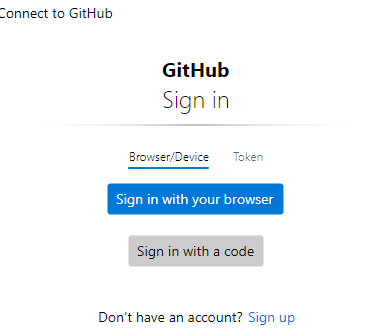 Connect to GitHub
GitHub
Sign in
Browser/Device Token
Sign in with your browser
Sign in with a code
Don't have an account? Sign up